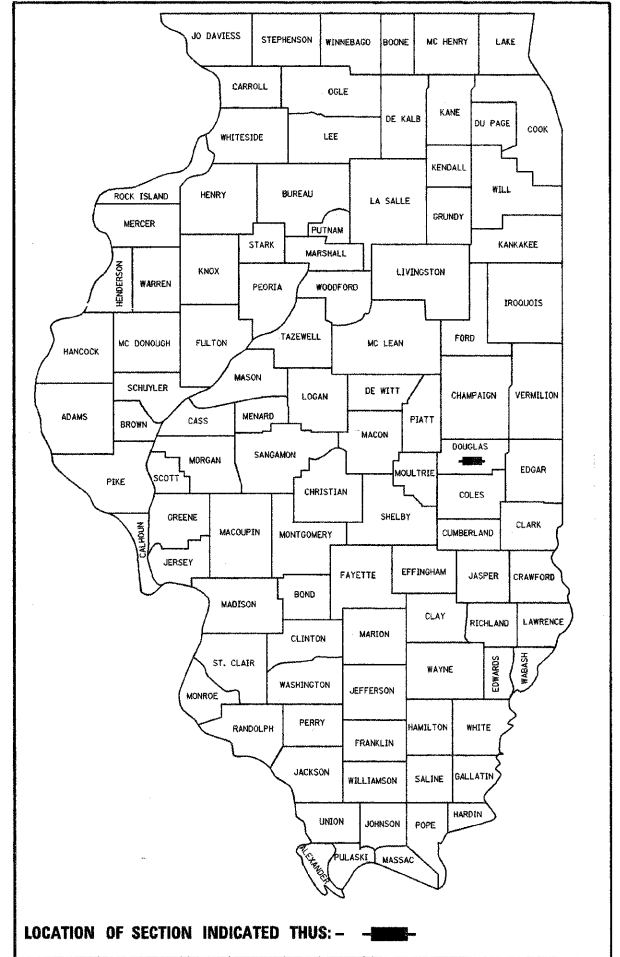 JO DAVIESS
STEPHENSON
WINNEBAGO
BOONE
MC HENRY
LAKE
CARROLL
OGLE
DE KALB
KANE
DU PAGE
COOK
WHITESIDE
LEE
KENDALL
WILL
ROCK ISLAND
HENRY
BUREAU
LA SALLE
GRUNDY
MERCER
PUTNAM
STARK
MARSHALL
KANKAKEE
HENDERSON
WARREN
KNOX
PEORIA
WOODFORD
LIVINGSTON
IROQUOIS
HANCOCK
MC DONOUGH
FULTON
TAZEWELL
MC LEAN
FORD
MASON
SCHUYLER
LOGAN
DE WITT
CHAMPAIGN
VERMILION
ADAMS
BROWN
CASS
MENARD
MACON
PIATT
DOUGLAS
PIKE
SCOTT
MORGAN
SANGAMON
CHRISTIAN
MOULTRIE
EDGAR
COLES
GREENE
MACOUPIN
MONTGOMERY
SHELBY
CUMBERLAND
CLARK
CALHOUN
JERSEY
FAYETTE
EFFINGHAM
JASPER
CRAWFORD
MADISON
BOND
CLAY
RICHLAND
LAWRENCE
CLINTON
MARION
ST. CLAIR
WAYNE
EDWARDS
WABASH
MONROE
WASHINGTON
JEFFERSON
RANDOLPH
PERRY
HAMILTON
WHITE
FRANKLIN
JACKSON
WILLIAMSON
SALINE
GALLATIN
UNION
JOHNSON
POPE
HARDIN
ALEXANDER
PULASKI
MASSAC
LOCATION OF SECTION INDICATED THUS: -